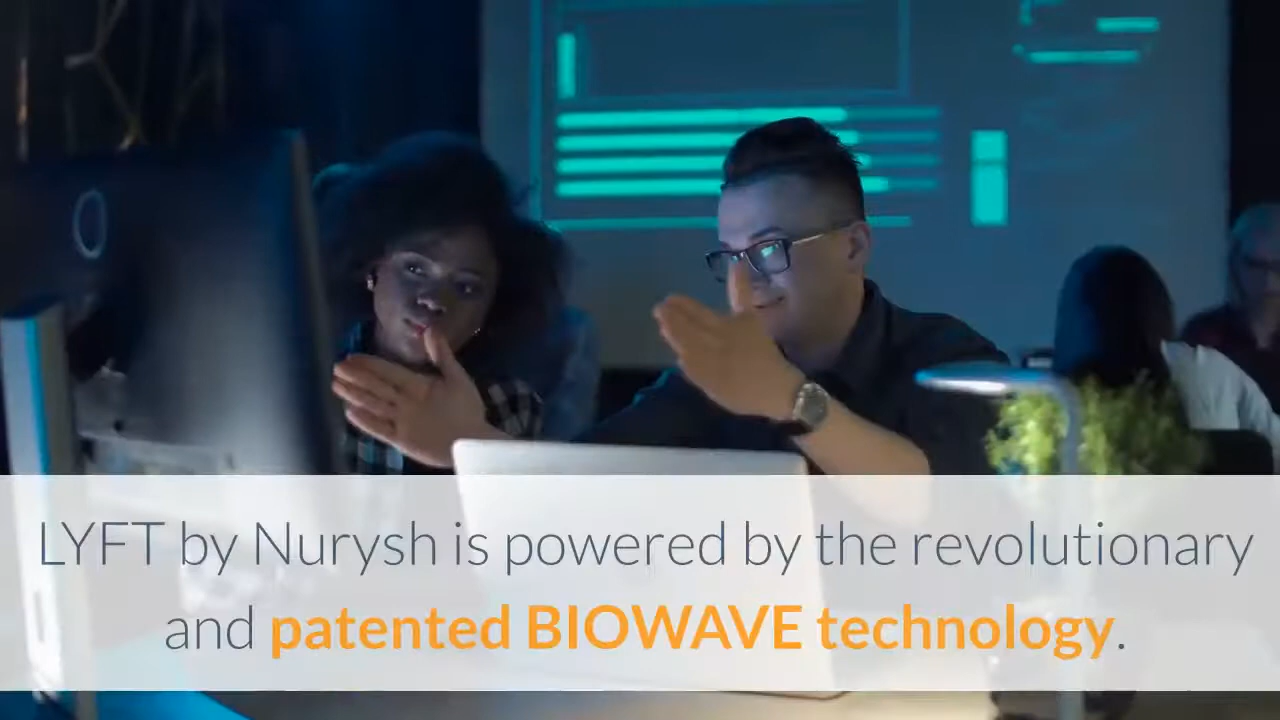 LYFT by Nurysh is powered by the revolutionary
and patented BIOWAVE technology.